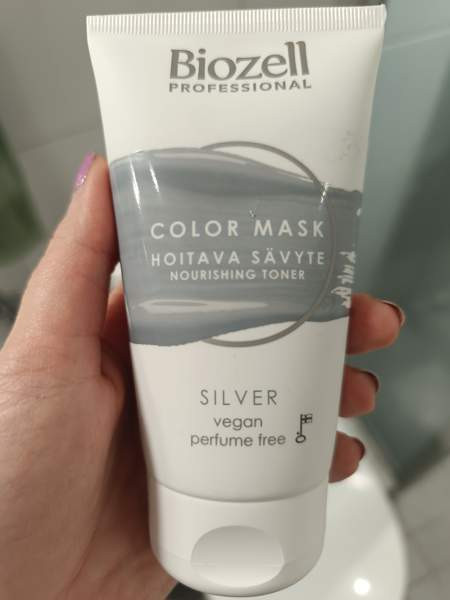 Biozell
PROFESSIONAL
COLOR MASK
HOITAVA SÄVYTE
NOURISHING TONER
SILVER
vegan
perfume free